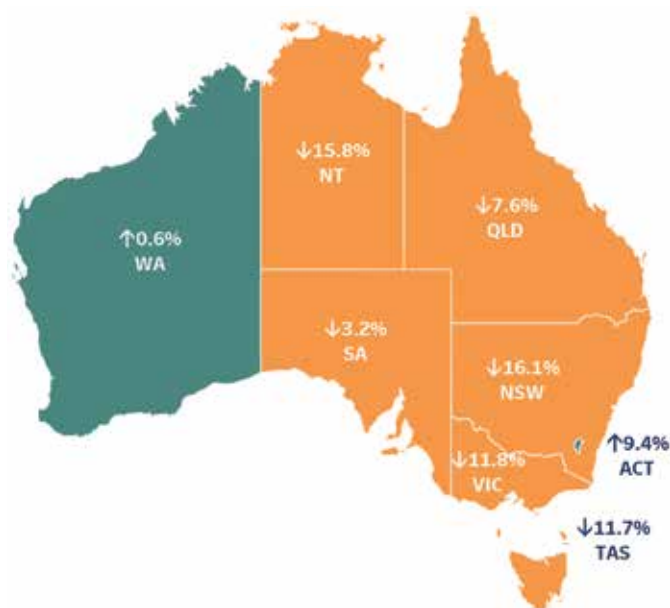 ↓15.8%
NT
↓7.6%
QLD
↑0.6%
WA
↓3.2%
SA
↓16.1%
NSW
↑9.4%
ACT
↓11.8%
VIC
↓11.7%
TAS